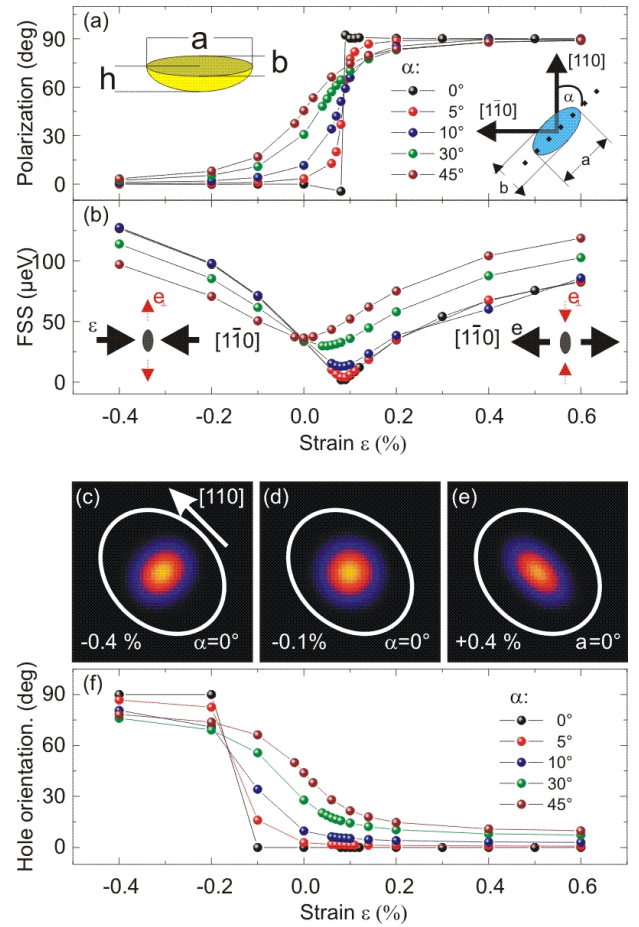 (a)
a
b
h
Polarization (deg)
90
60
30
0
α:
0°
5°
10°
30°
45°
[110]
[1-10]
α
a
b
(b)
FSS (µeV)
100
50
0
ε
e⊥
[1-10]
[1-10]
e
e⊥
-0.4 -0.2 0.0 0.2 0.4 0.6
Strain ε (%)
(c)
[110]
-0.4 %
α=0°
(d)
-0.1%
α=0°
(e)
+0.4 %
a=0°
(f)
Hole orientation. (deg)
90
60
30
0
α:
0°
5°
10°
30°
45°
-0.4 -0.2 0.0 0.2 0.4 0.6
Strain ε (%)